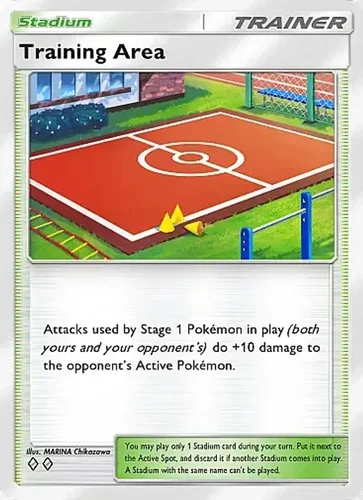 Stadium
TRAINER
Training Area
Attacks used by Stage 1 Pokémon in play (both
yours and your opponent's) do +10 damage to
the opponent's Active Pokémon.
Illus. MARINA Chikazawa
You may play only 1 Stadium card during your turn. Put it next to
the Active Spot, and discard it if another Stadium comes into play.
A Stadium with the same name can't be played.